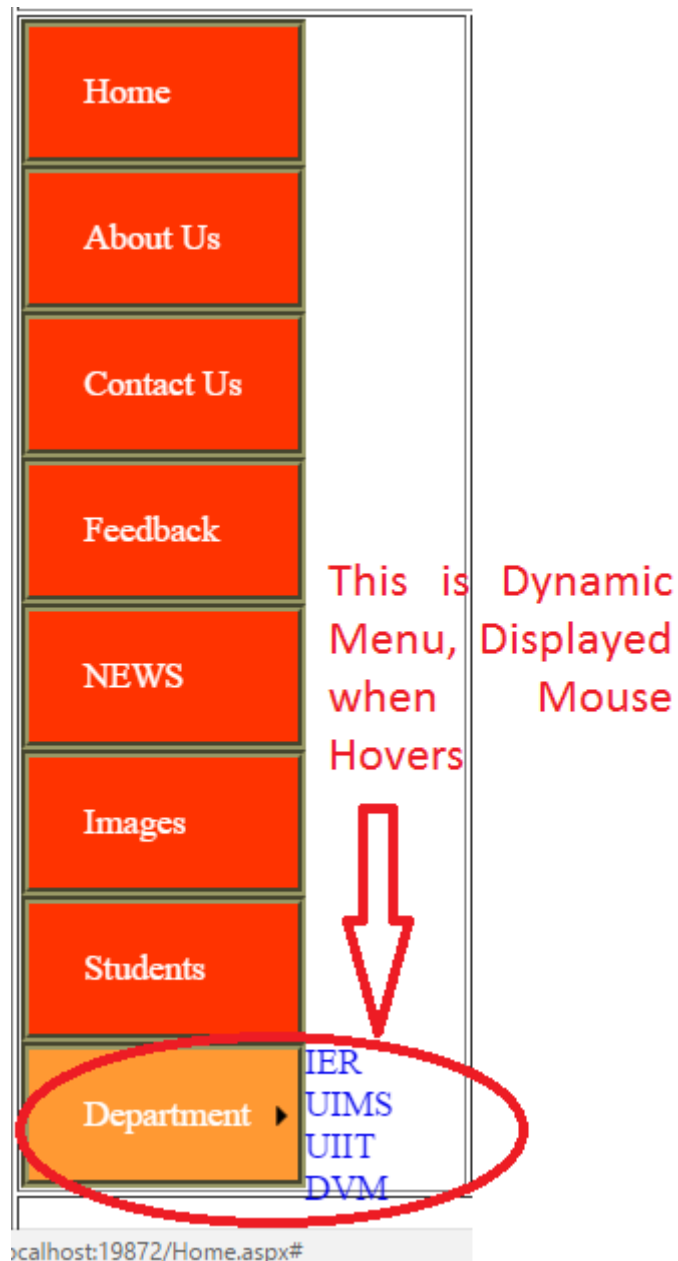 Home
About Us
Contact Us
Feedback
This is Dynamic
Menu, Displayed
when Mouse
Hovers
NEWS
Images
Students
Department
IER
UIMS
UIIT
DVM
ocalhost:19872/Home.aspx#